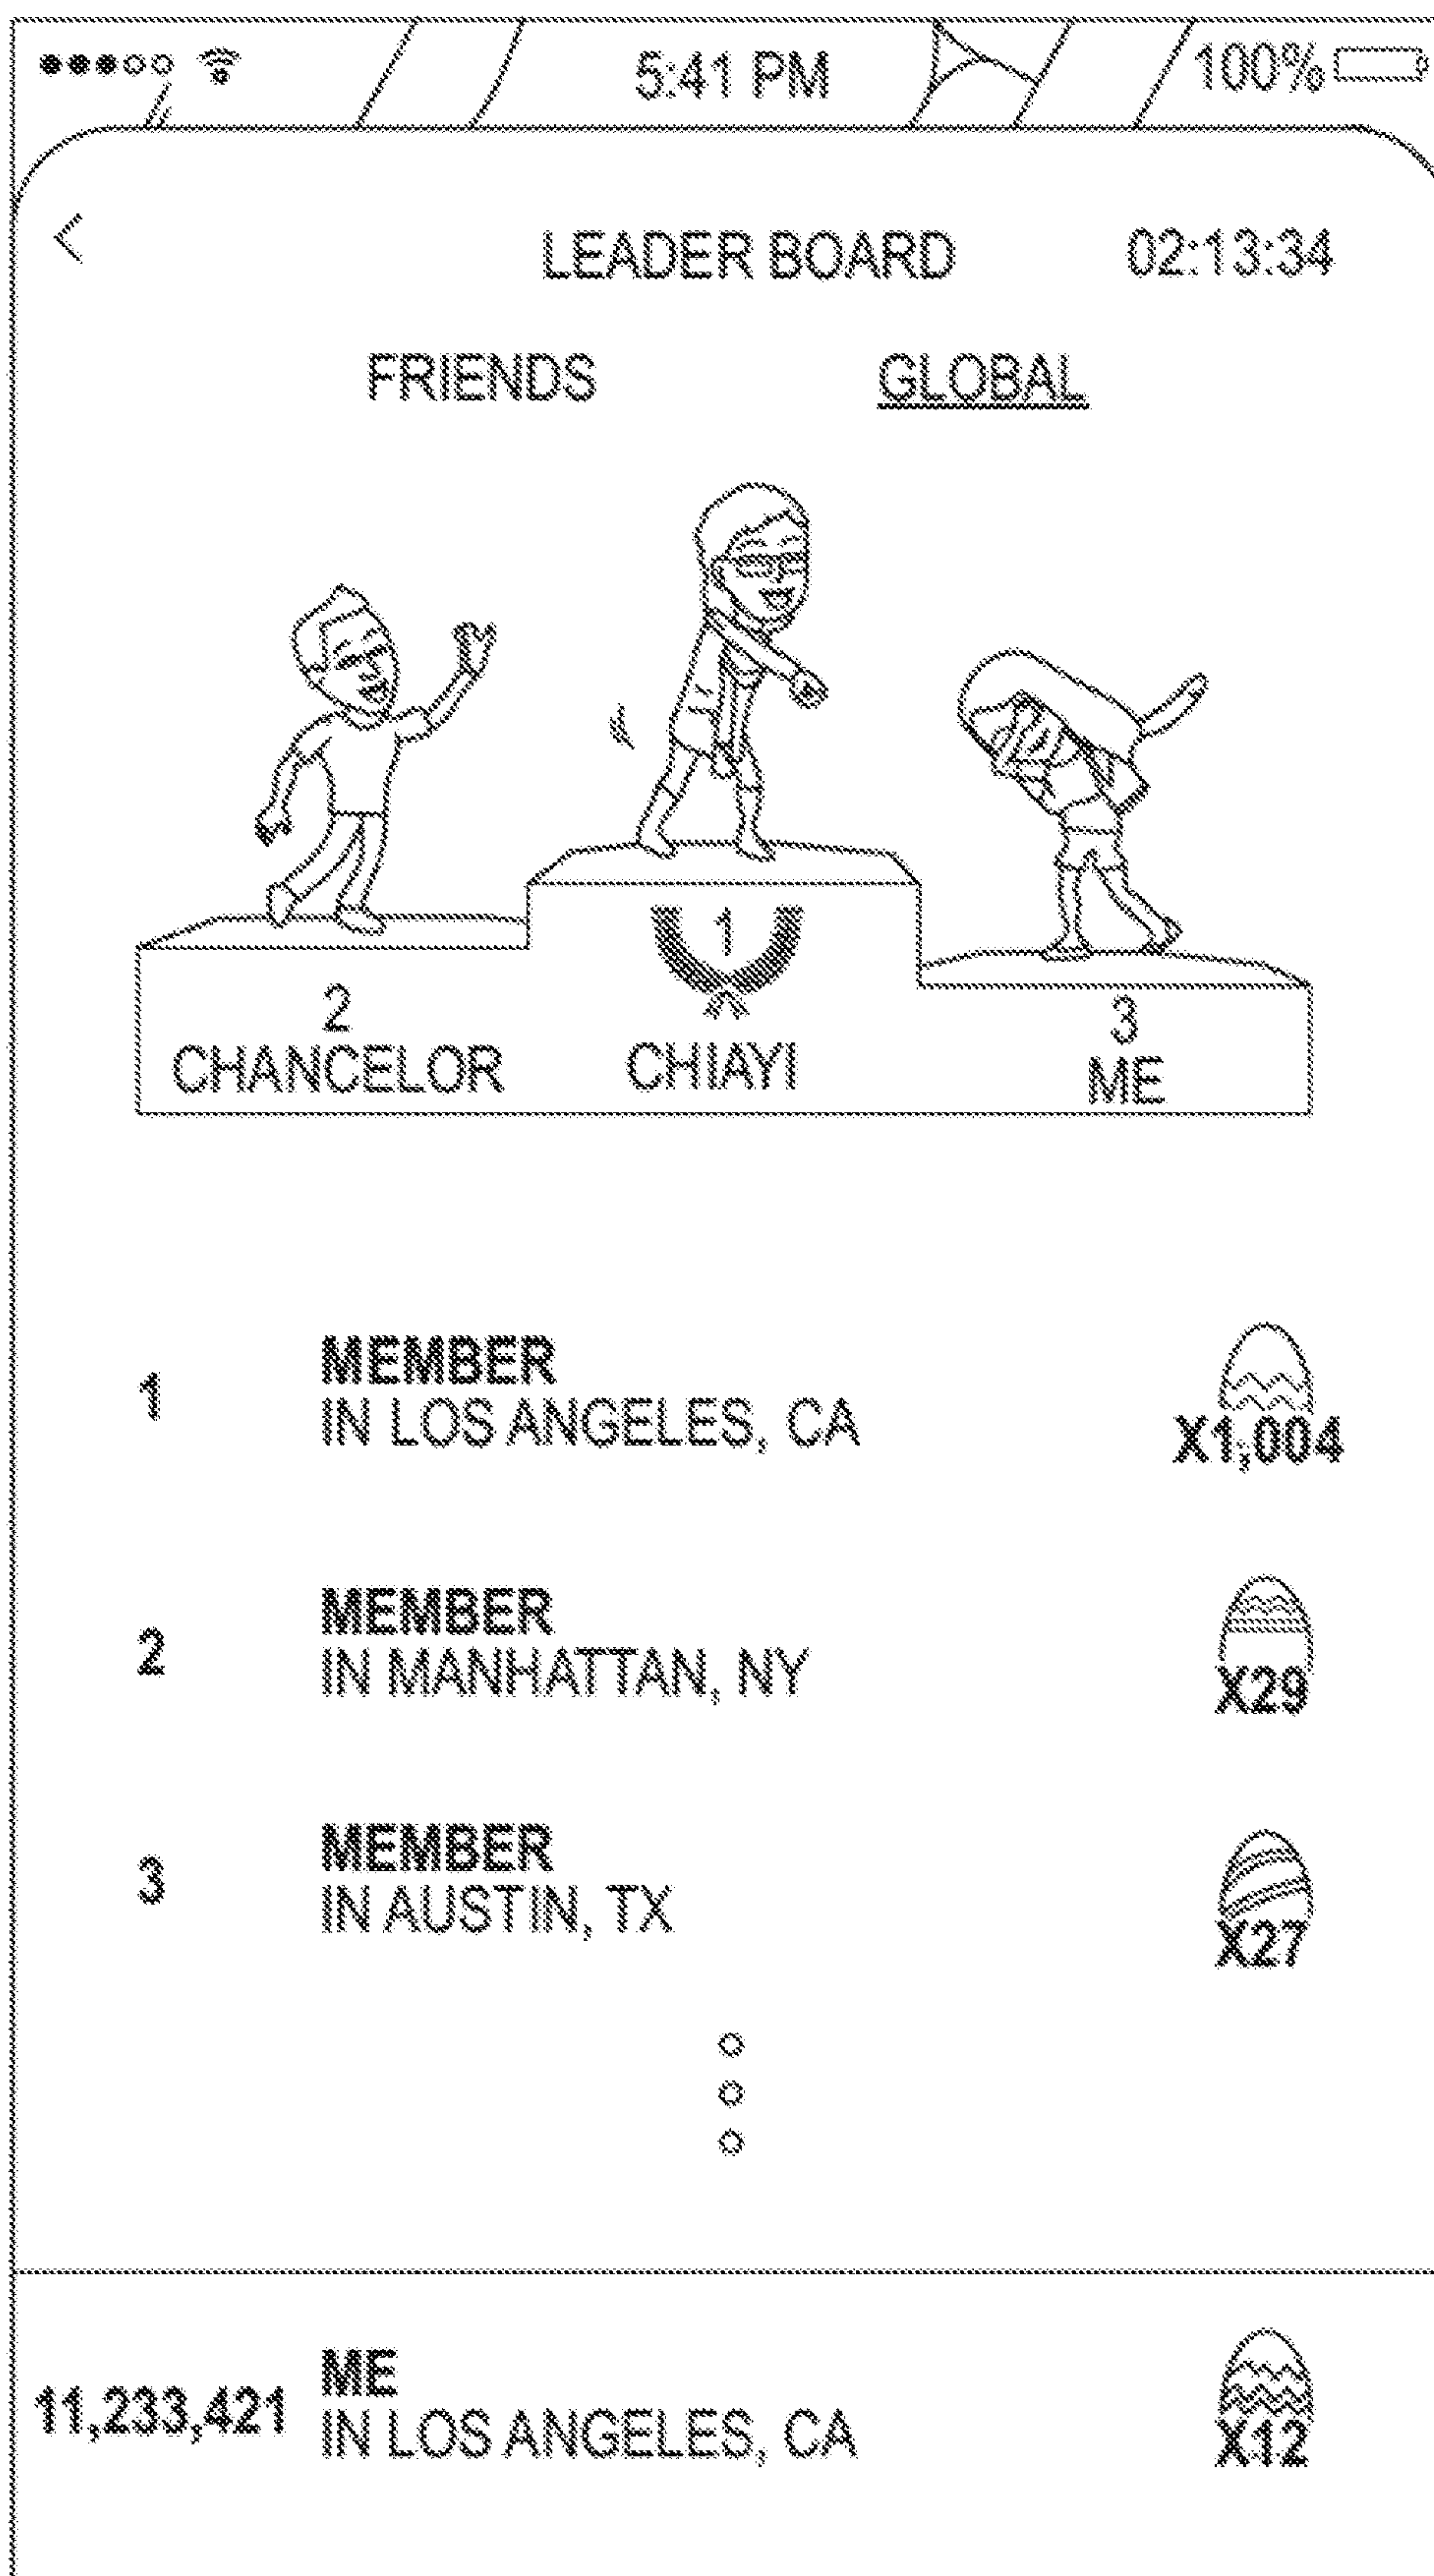 5:41 PM 100%
LEADER BOARD 02:13:34
FRIENDS GLOBAL
1
2
3
CHANCELOR CHIAYI ME
1 MEMBER
IN LOS ANGELES, CA
X1,004
2 MEMBER
IN MANHATTAN, NY
X29
3 MEMBER
IN AUSTIN, TX
X27
11,233,421 ME
IN LOS ANGELES, CA
X12